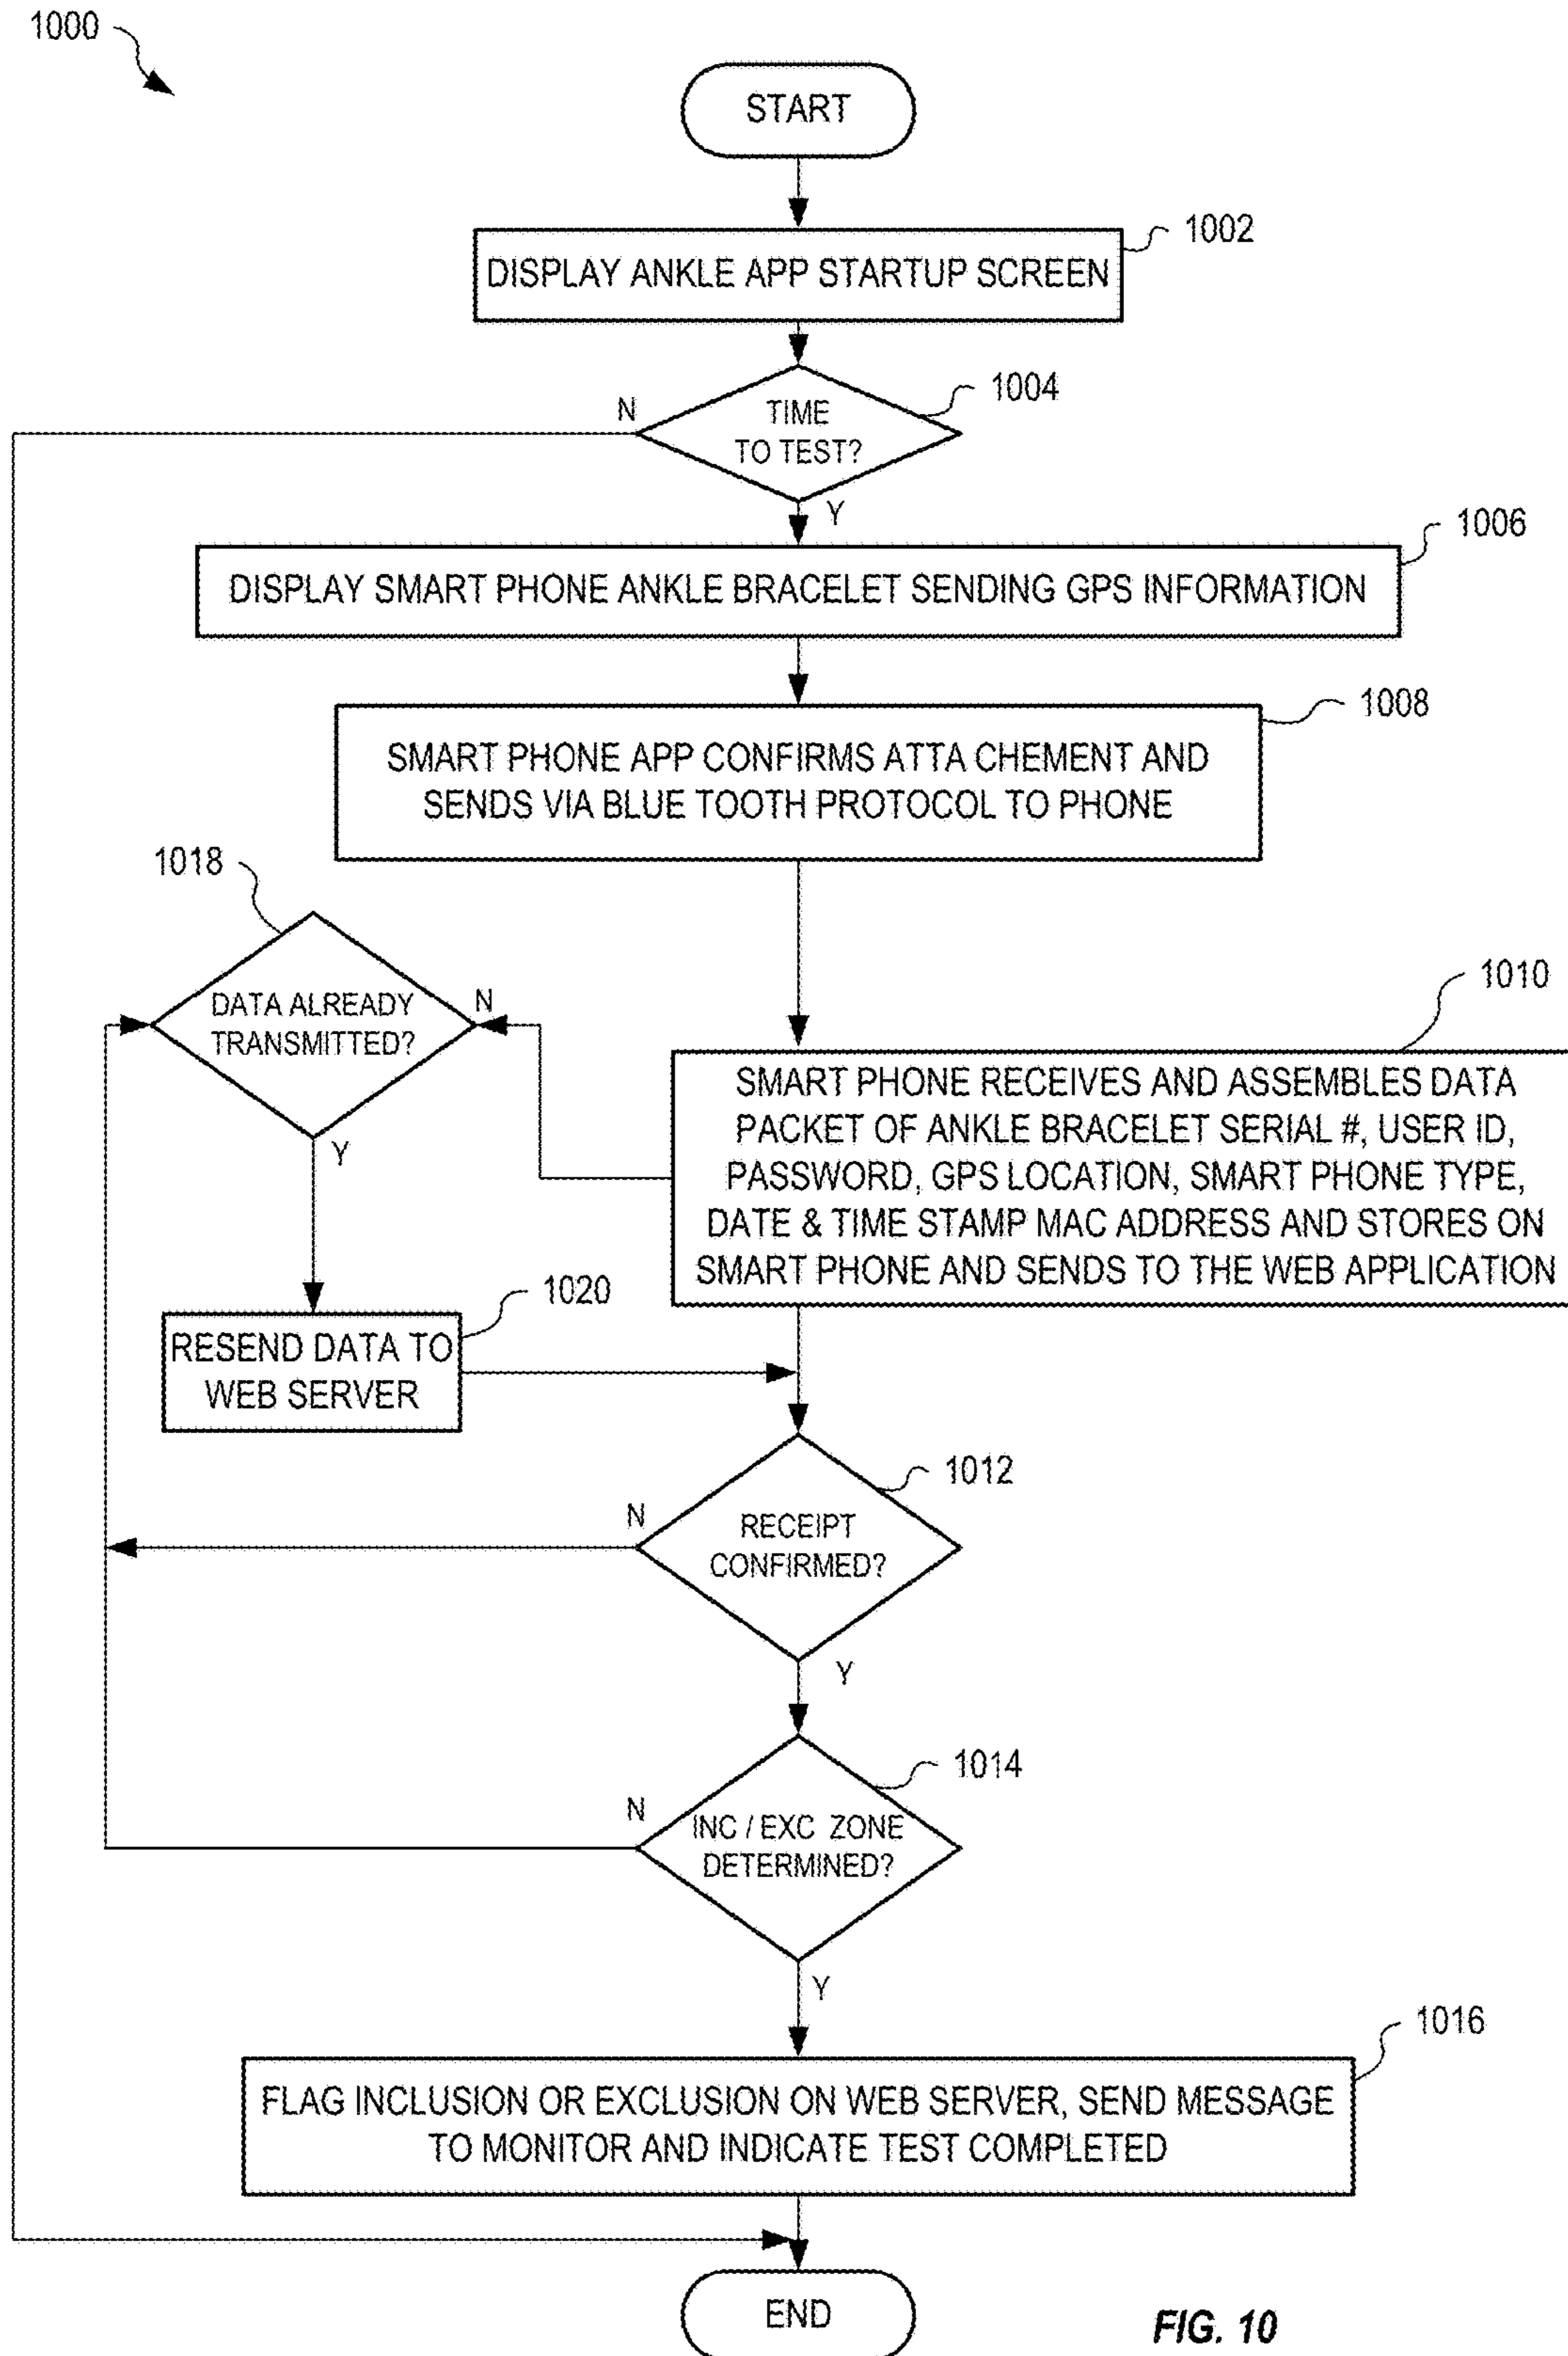 1000
START
1002
DISPLAY ANKLE APP STARTUP SCREEN
1004
N
TIME
TO TEST?
Y
1006
DISPLAY SMART PHONE ANKLE BRACELET SENDING GPS INFORMATION
1008
SMART PHONE APP CONFIRMS ATTA CHEMENT AND
SENDS VIA BLUE TOOTH PROTOCOL TO PHONE
1018
DATA ALREADY
TRANSMITTED?
N
Y
1010
SMART PHONE RECEIVES AND ASSEMBLES DATA
PACKET OF ANKLE BRACELET SERIAL #, USER ID,
PASSWORD, GPS LOCATION, SMART PHONE TYPE,
DATE & TIME STAMP MAC ADDRESS AND STORES ON
SMART PHONE AND SENDS TO THE WEB APPLICATION
1020
RESEND DATA TO
WEB SERVER
1012
N
RECEIPT
CONFIRMED?
Y
1014
N
INC / EXC ZONE
DETERMINED?
Y
1016
FLAG INCLUSION OR EXCLUSION ON WEB SERVER, SEND MESSAGE
TO MONITOR AND INDICATE TEST COMPLETED
END
FIG. 10